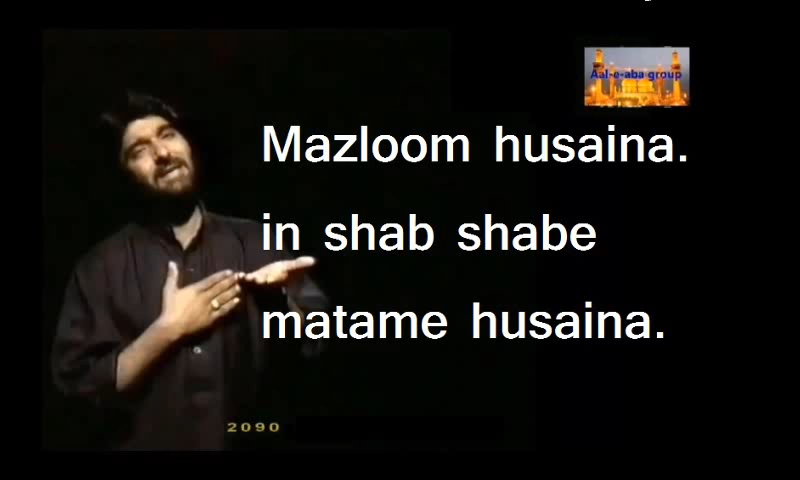 Aal-e-aba group
Mazloom husaina.
in shab shabe
matame husaina.
2090